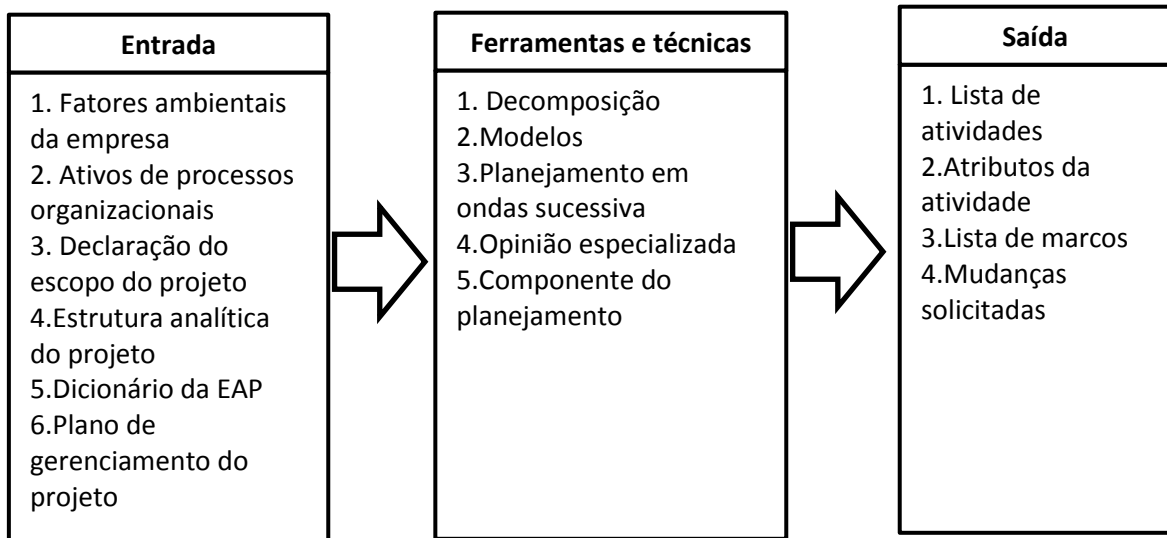 Entrada
1. Fatores ambientais
da empresa
2. Ativos de processos
organizacionais
3. Declaração do
escopo do projeto
4.Estrutura analítica
do projeto
5.Dicionário da EAP
6.Plano de
gerenciamento do
projeto
Ferramentas e técnicas
1. Decomposição
2.Modelos
3.Planejamento em
ondas sucessiva
4.Opinião especializada
5.Componente do
planejamento
Saída
1. Lista de
atividades
2.Atributos da
atividade
3.Lista de marcos
4.Mudanças
solicitadas